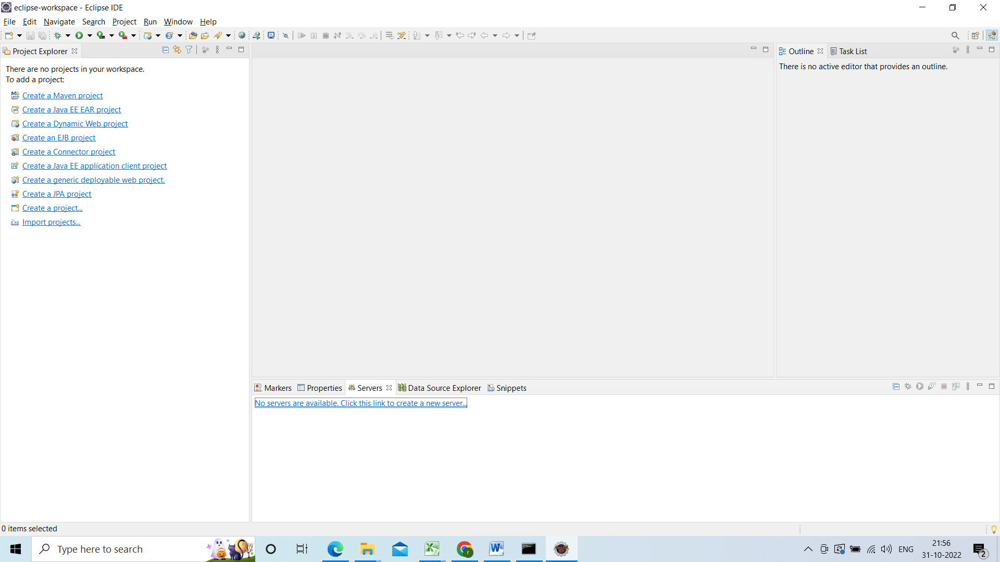 eclipse-workspace - Eclipse IDE
File Edit Navigate Search Project Run Window Help
Project Explorer
There are no projects in your workspace.
To add a project:
Create a Maven project
Create a Java EE EAR project
Create a Dynamic Web project
Create an EJB project
Create a Connector project
Create a Java EE application client project
Create a generic deployable web project.
Create a JPA project
Create a project...
Import projects...
Outline Task List
There is no active editor that provides an outline.
Markers Properties Servers Data Source Explorer Snippets
No servers are available. Click this link to create a new server...
0 items selected
Type here to search
ENG
21:56
31-10-2022
2